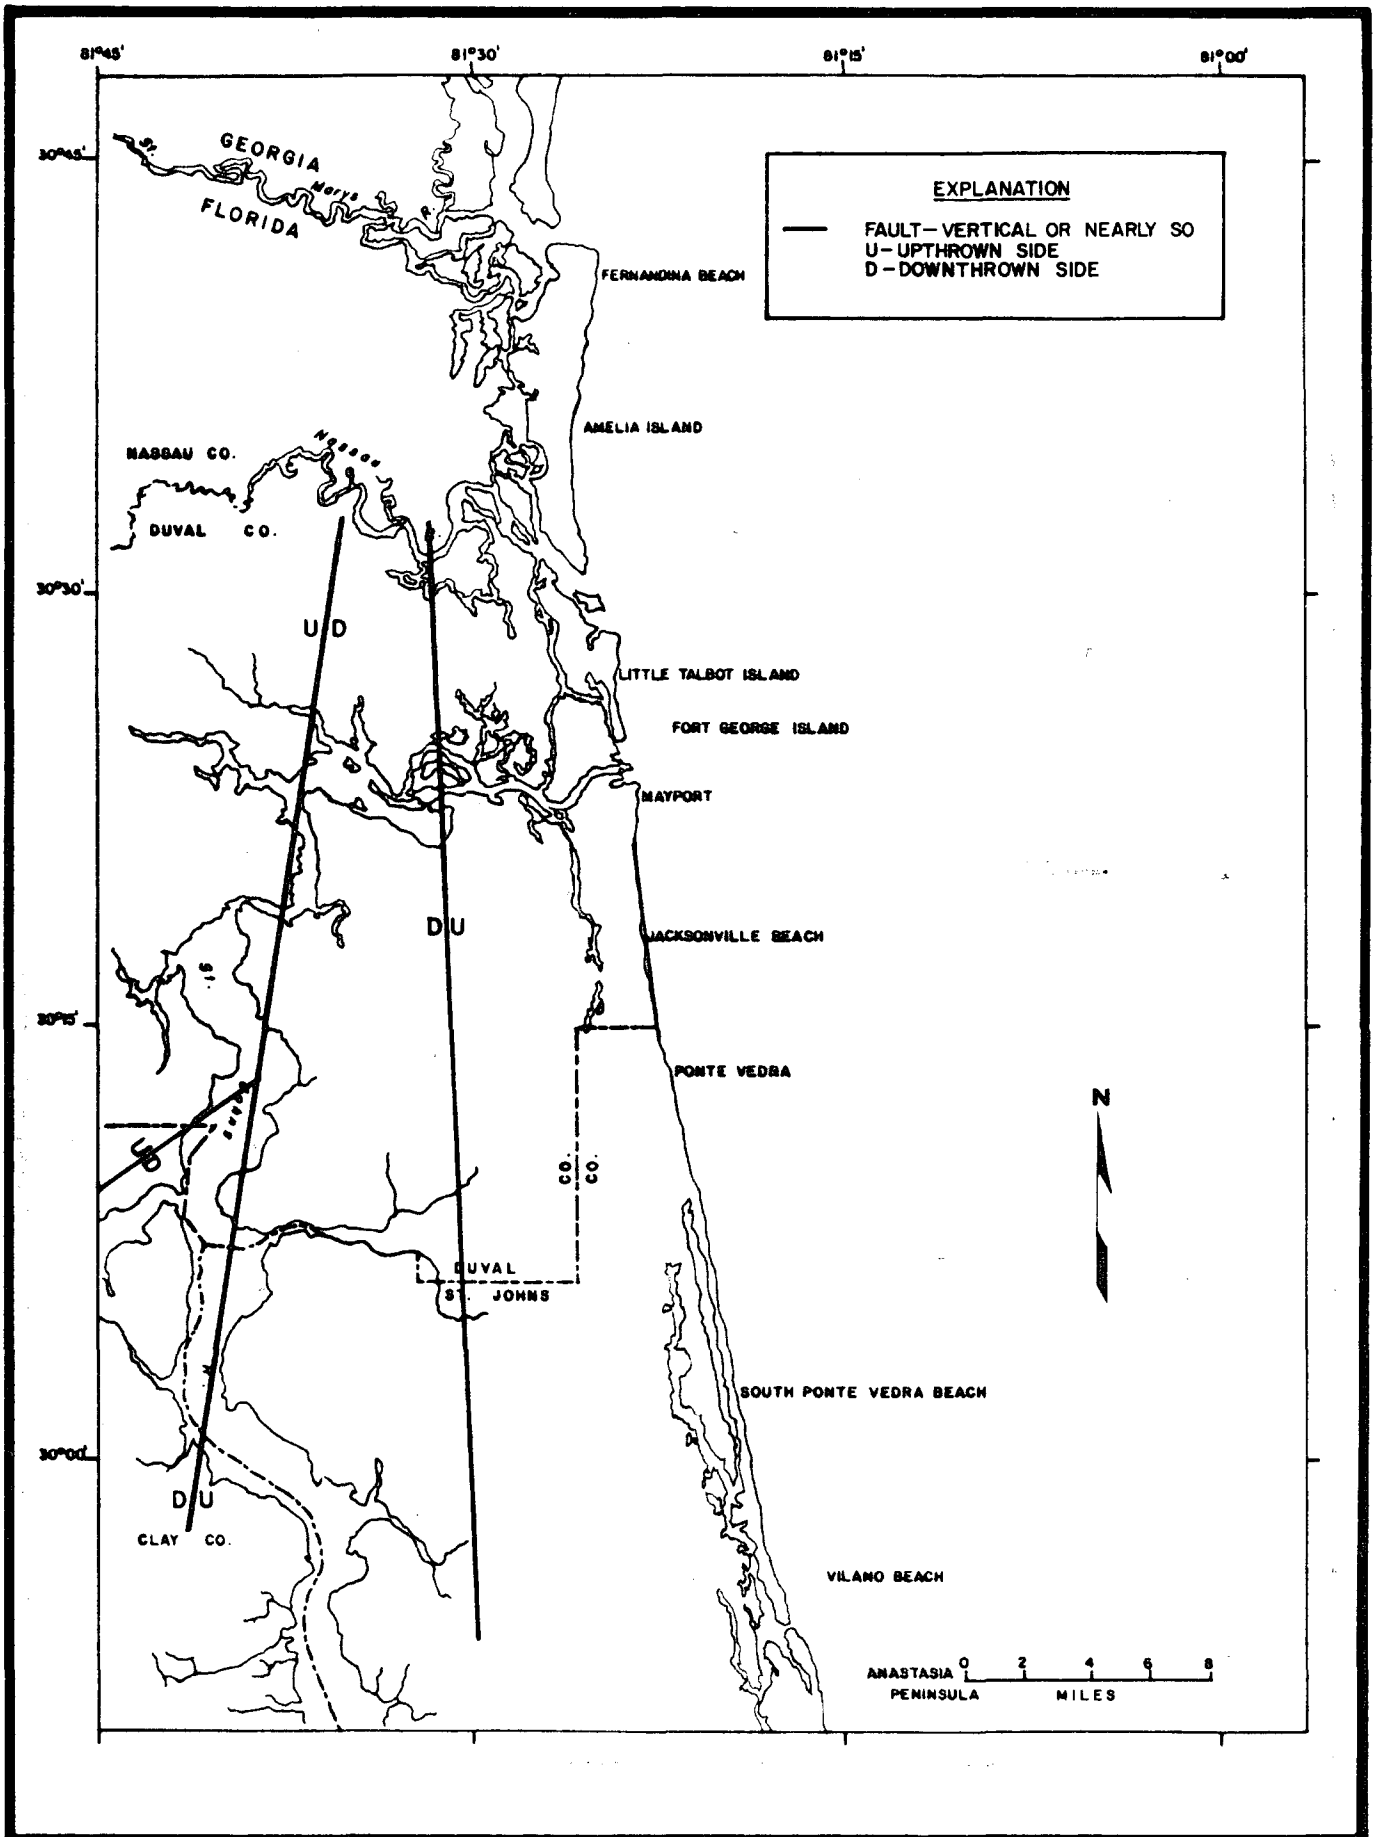 81°45' 81°30' 81°15' 81°00'
30°45'
St.
GEORGIA
Marys
R.
FLORIDA
EXPLANATION
FAULT—VERTICAL OR NEARLY SO
U—UPTHROWN SIDE
D—DOWNTHROWN SIDE
FERNANDINA BEACH
AMELIA ISLAND
Nassau
NASSAU CO.
DUVAL CO.
30°30'
U D
LITTLE TALBOT ISLAND
FORT GEORGE ISLAND
MAYPORT
D U
JACKSONVILLE BEACH
St.
30°15'
PONTE VEDRA
N
U D
CO.
CO.
DUVAL
ST. JOHNS
SOUTH PONTE VEDRA BEACH
30°00'
D U
CLAY CO.
VILANO BEACH
ANASTASIA
PENINSULA
0 2 4 6 8
MILES